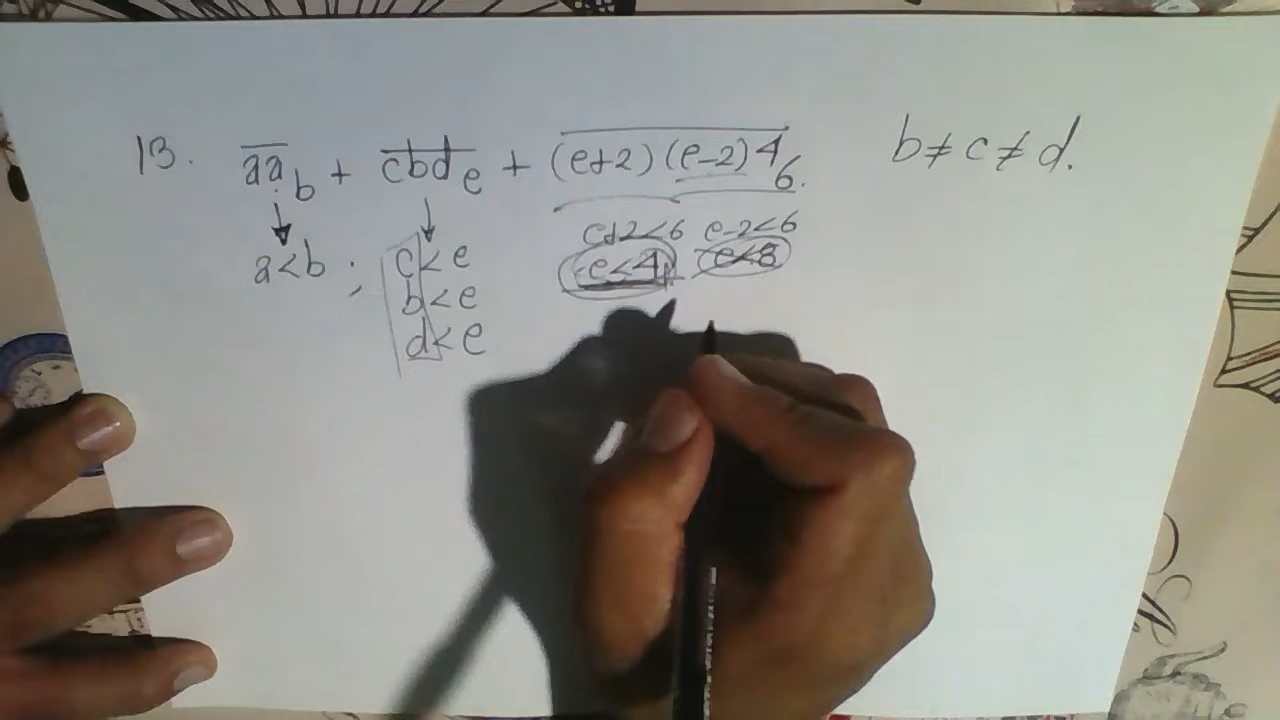 13. aa_b + cbd_e + (e+2)(e-2)4_6. b≠c≠d.
e+2<6 e-2<6
a<b ; c<e e<4 e<8
b<e
d<e